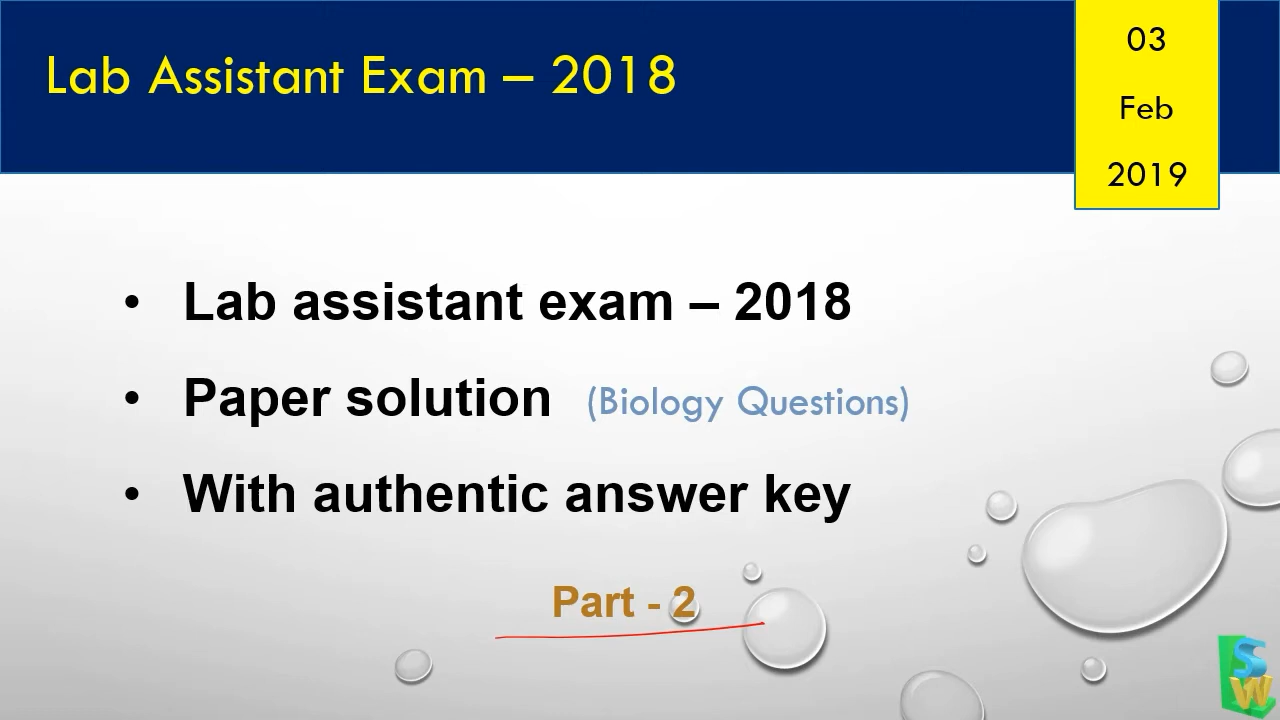 Lab Assistant Exam – 2018
03
Feb
2019
• Lab assistant exam – 2018
• Paper solution (Biology Questions)
• With authentic answer key
Part - 2
SW